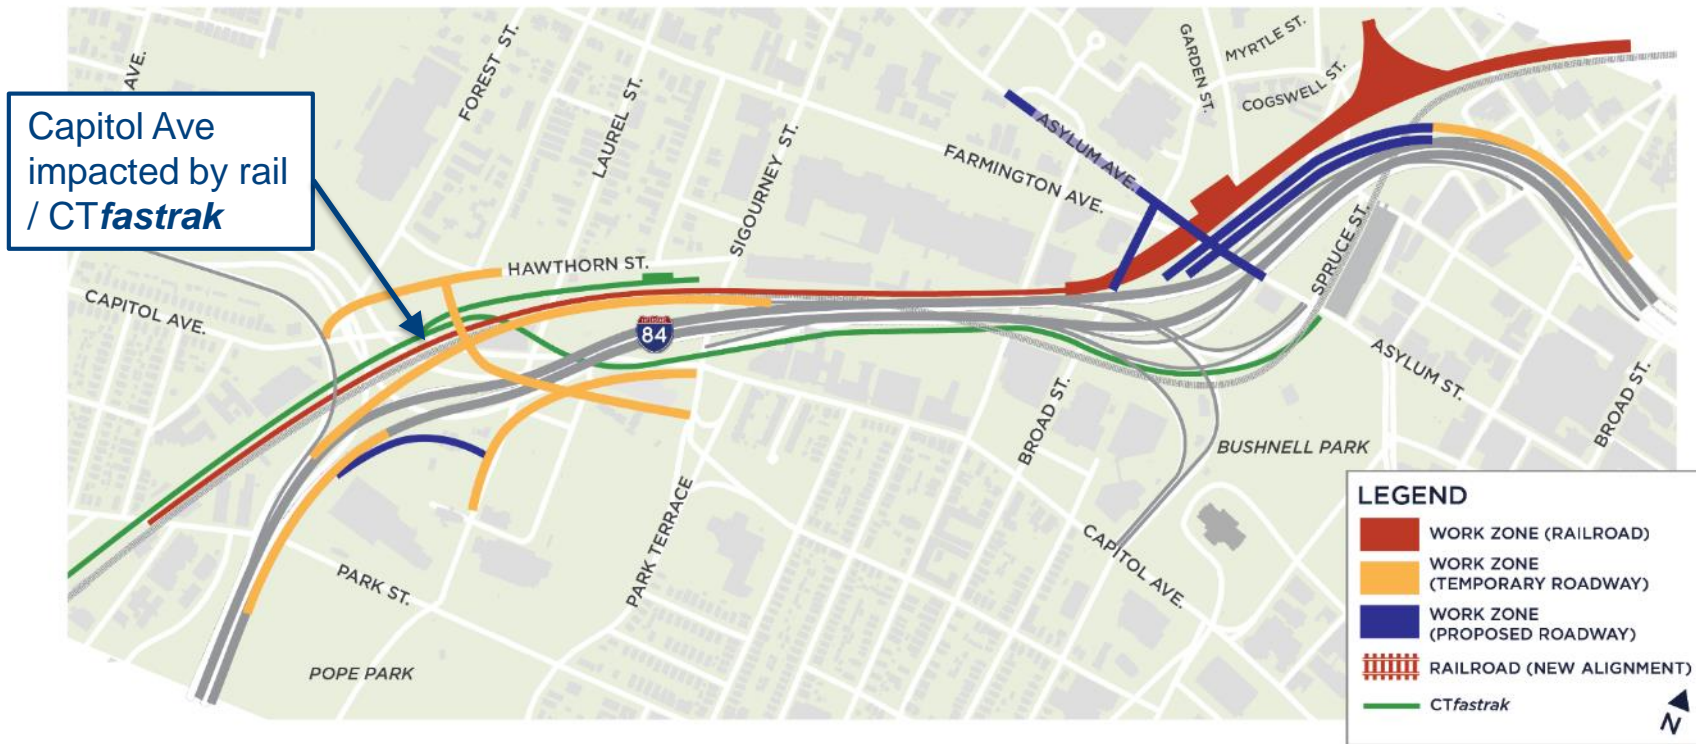 AVE.
FOREST ST.
LAUREL ST.
SIGOURNEY ST.
GARDEN ST.
MYRTLE ST.
COGSWELL ST.
ASYLUM AVE.
FARMINGTON AVE.
Capitol Ave
impacted by rail
/ CTfastrak
HAWTHORN ST.
CAPITOL AVE.
INTERSTATE
84
SPRUCE ST.
ASYLUM ST.
BROAD ST.
BROAD ST.
BUSHNELL PARK
PARK ST.
PARK TERRACE
CAPITOL AVE.
POPE PARK
LEGEND
WORK ZONE (RAILROAD)
WORK ZONE
(TEMPORARY ROADWAY)
WORK ZONE
(PROPOSED ROADWAY)
RAILROAD (NEW ALIGNMENT)
CTfastrak
N